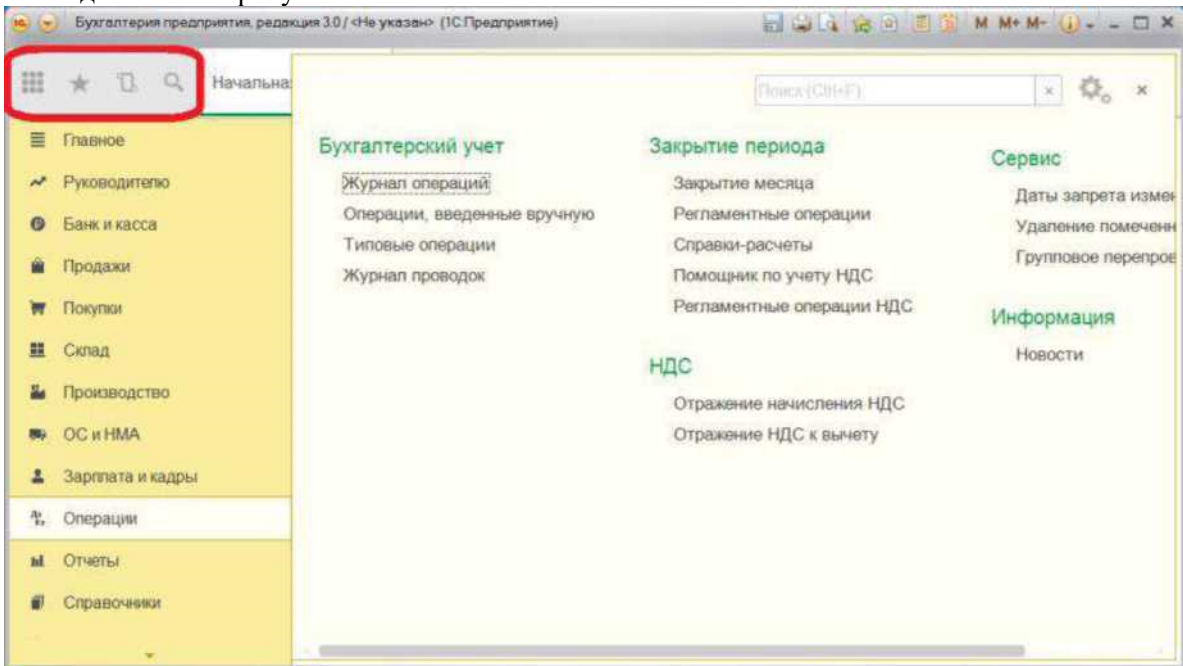 Бухгалтерия предприятия, редакция 3.0 / <Не указан> (1С:Предприятие)
M M+ M-
Начальная
Поиск (Ctrl+F)
Главное
Руководителю
Банк и касса
Продажи
Покупки
Склад
Производство
ОС и НМА
Зарплата и кадры
Операции
Отчеты
Справочники
Бухгалтерский учет
Журнал операций
Операции, введенные вручную
Типовые операции
Журнал проводок
Закрытие периода
Закрытие месяца
Регламентные операции
Справки-расчеты
Помощник по учету НДС
Регламентные операции НДС
НДС
Отражение начисления НДС
Отражение НДС к вычету
Сервис
Даты запрета измен
Удаление помеченн
Групповое перепров
Информация
Новости